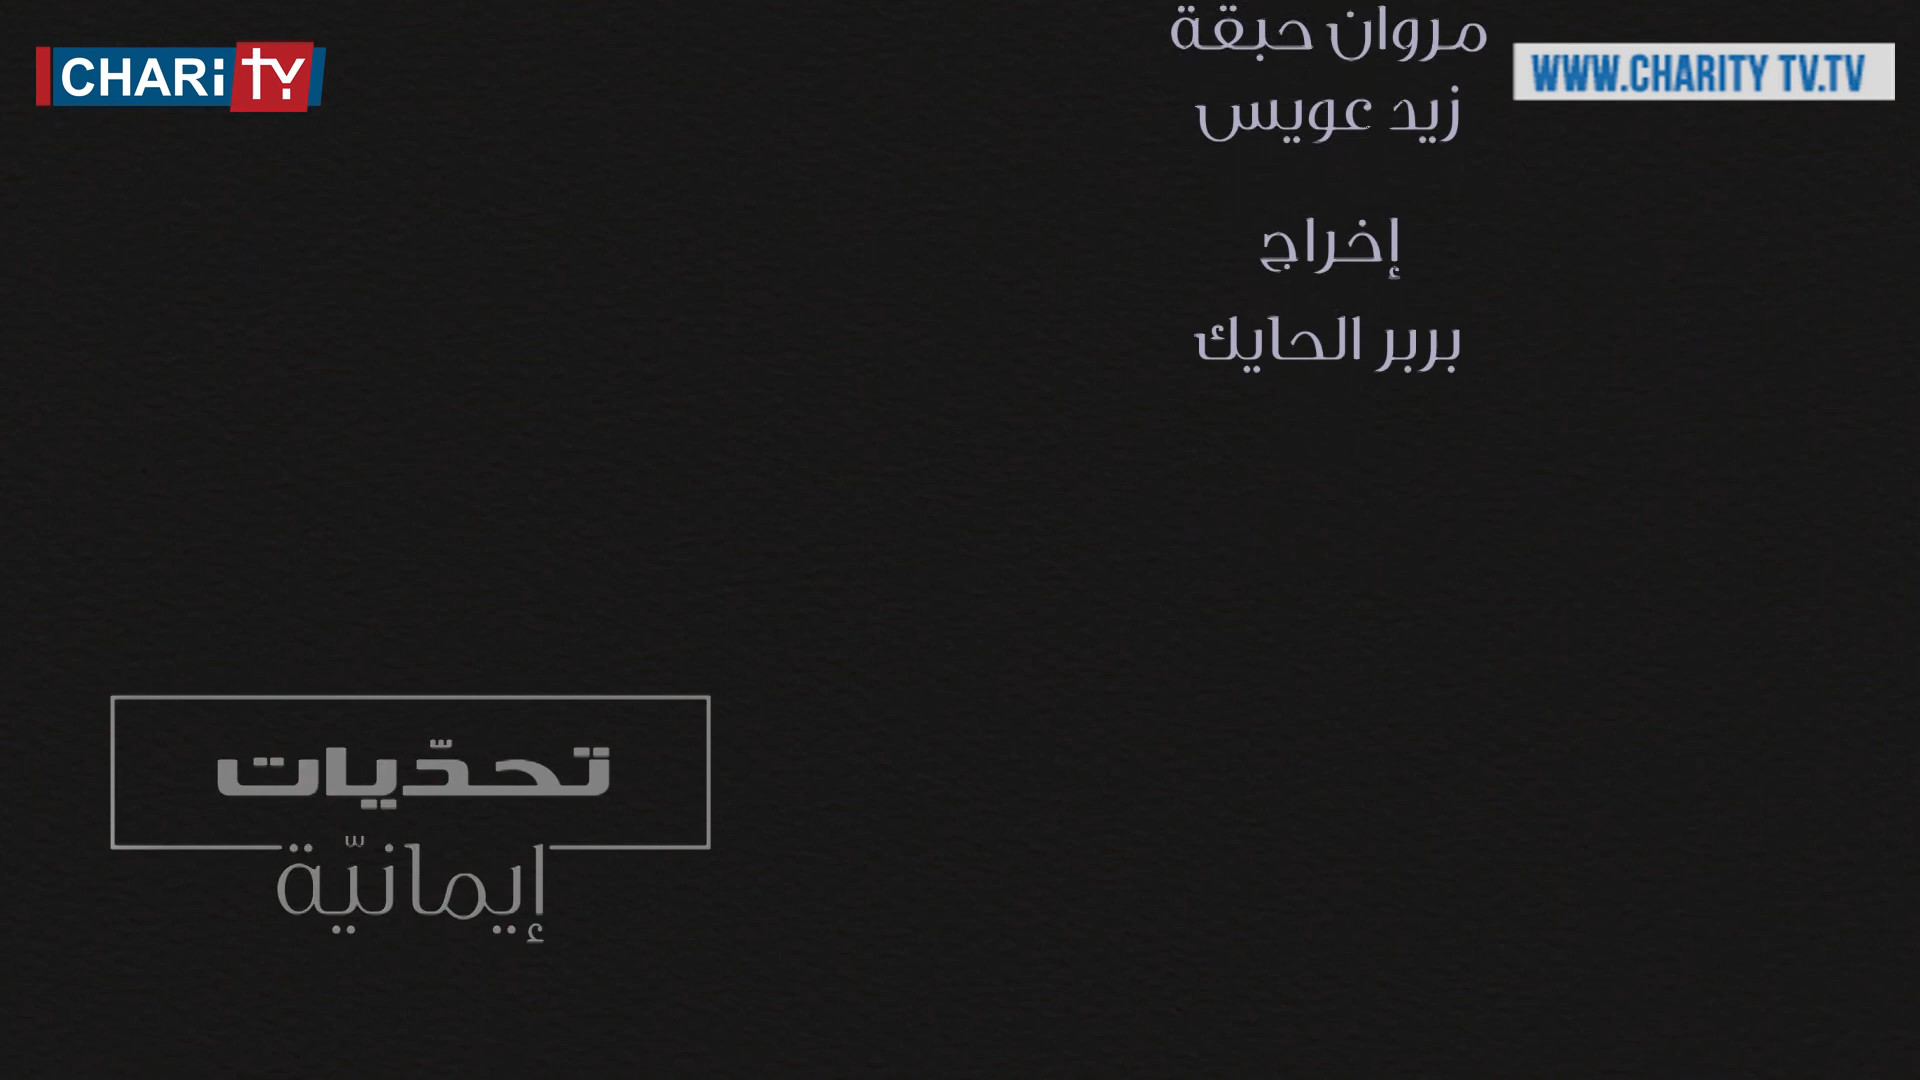 CHARiTY
WWW.CHARITY TV.TV
مروان حبقة
زيد عويس
إخراج
بربر الحايك
تحدّيات
إيمانيّة